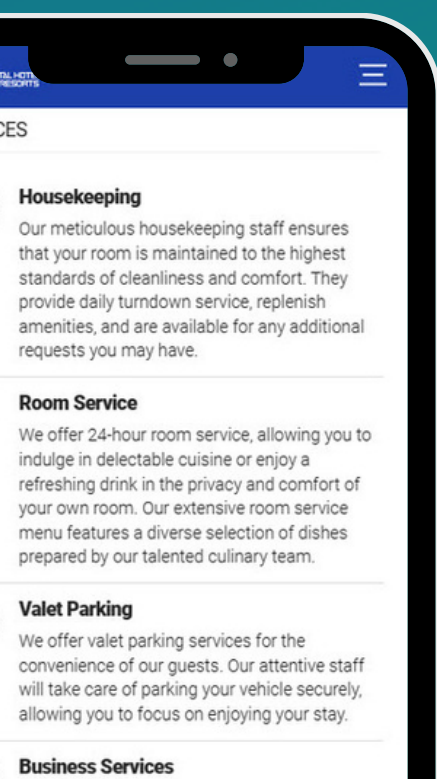 RESORTS
CES
Housekeeping
Our meticulous housekeeping staff ensures
that your room is maintained to the highest
standards of cleanliness and comfort. They
provide daily turndown service, replenish
amenities, and are available for any additional
requests you may have.
Room Service
We offer 24-hour room service, allowing you to
indulge in delectable cuisine or enjoy a
refreshing drink in the privacy and comfort of
your own room. Our extensive room service
menu features a diverse selection of dishes
prepared by our talented culinary team.
Valet Parking
We offer valet parking services for the
convenience of our guests. Our attentive staff
will take care of parking your vehicle securely,
allowing you to focus on enjoying your stay.
Business Services